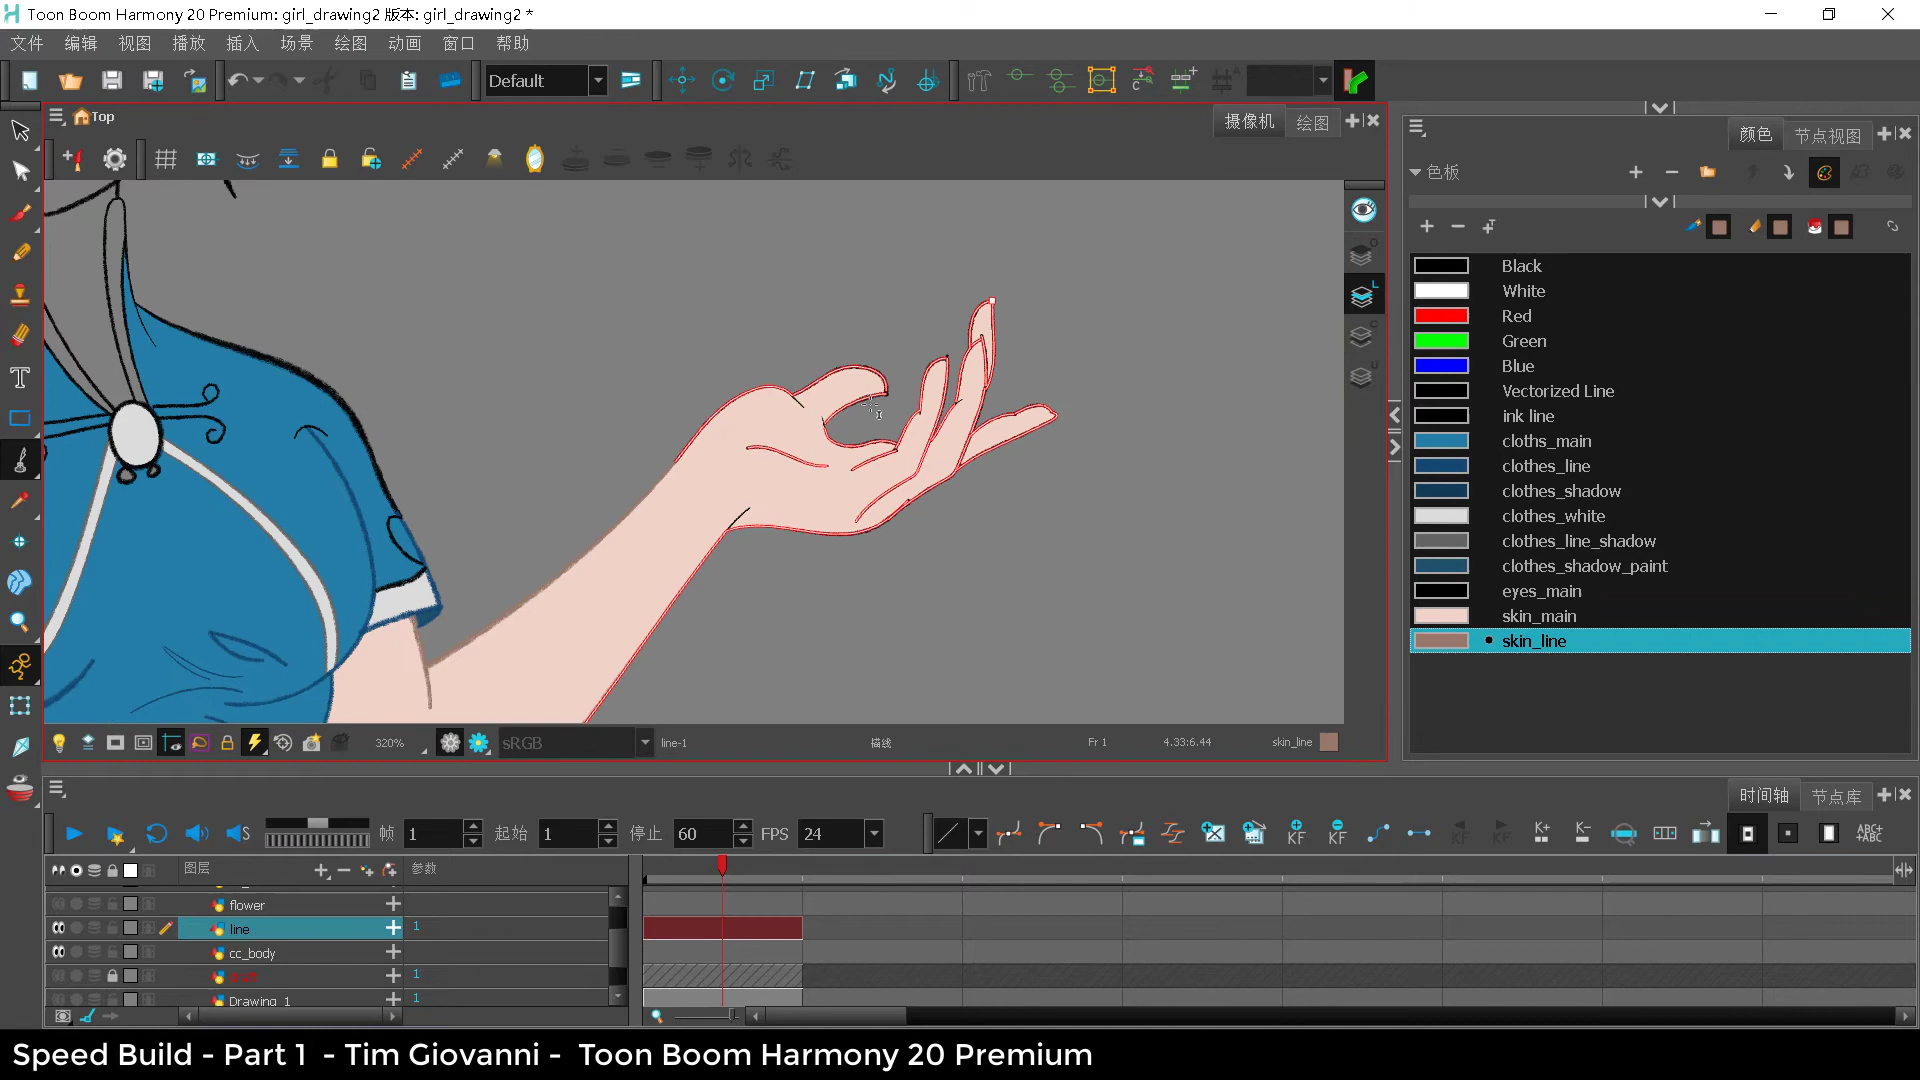 Toon Boom Harmony 20 Premium: girl_drawing2 版本: girl_drawing2 *
文件 编辑 视图 播放 插入 场景 绘图 动画 窗口 帮助
Default
Top
摄像机 绘图
颜色 节点视图
色板
Black
White
Red
Green
Blue
Vectorized Line
ink line
cloths_main
clothes_line
clothes_shadow
clothes_white
clothes_line_shadow
clothes_shadow_paint
eyes_main
skin_main
skin_line
320% sRGB line-1 描线 Fr 1 4.33:6.44 skin_line
时间轴 节点库
帧 1 起始 1 停止 60 FPS 24
图层 参数
flower
line 1
cc_body
1
Drawing_1 1
Speed Build - Part 1 - Tim Giovanni - Toon Boom Harmony 20 Premium